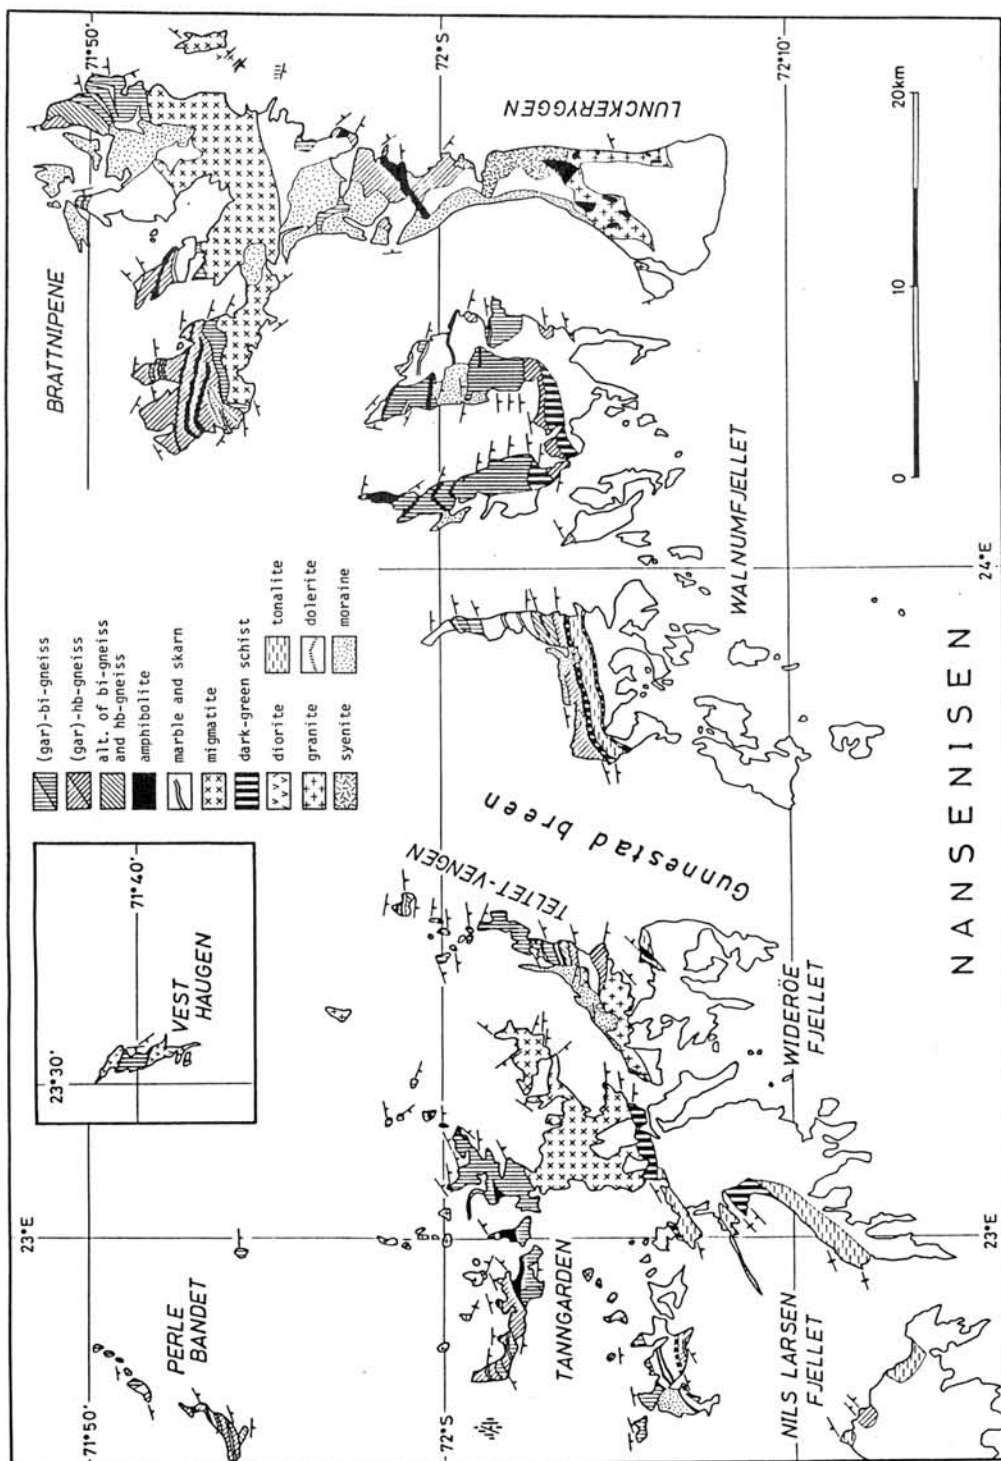 71°50'
72°S
72°10'
BRATTNIPENE
LUNCKERYGGEN
20km
10
0
WALNUMFJELLET
24°E
(gar)-bi-gneiss
(gar)-hb-gneiss
alt. of bi-gneiss
and hb-gneiss
amphibolite
marble and skarn
migmatite
dark-green schist
diorite
granite
syenite
tonalite
dolerite
moraine
71°40'
23°30'
VEST
HAUGEN
TELTET-VENGEN
Gunnestad breen
NANSENISEN
WIDERÖE
FJELLET
23°E
23°E
PERLE
BANDET
TANNGARDEN
NILS LARSEN
FJELLET
71°50'
72°S